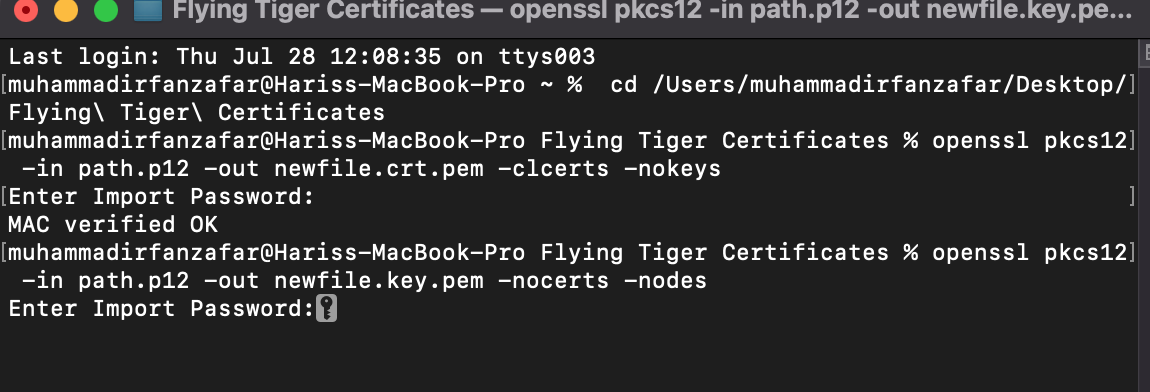 Flying Tiger Certificates — openssl pkcs12 -in path.p12 -out newfile.key.pe...
Last login: Thu Jul 28 12:08:35 on ttys003
[muhammadirfanzafar@Hariss-MacBook-Pro ~ %  cd /Users/muhammadirfanzafar/Desktop/]
Flying\ Tiger\ Certificates
[muhammadirfanzafar@Hariss-MacBook-Pro Flying Tiger Certificates % openssl pkcs12]
 -in path.p12 -out newfile.crt.pem -clcerts -nokeys
[Enter Import Password: ]
MAC verified OK
[muhammadirfanzafar@Hariss-MacBook-Pro Flying Tiger Certificates % openssl pkcs12]
 -in path.p12 -out newfile.key.pem -nocerts -nodes
Enter Import Password: